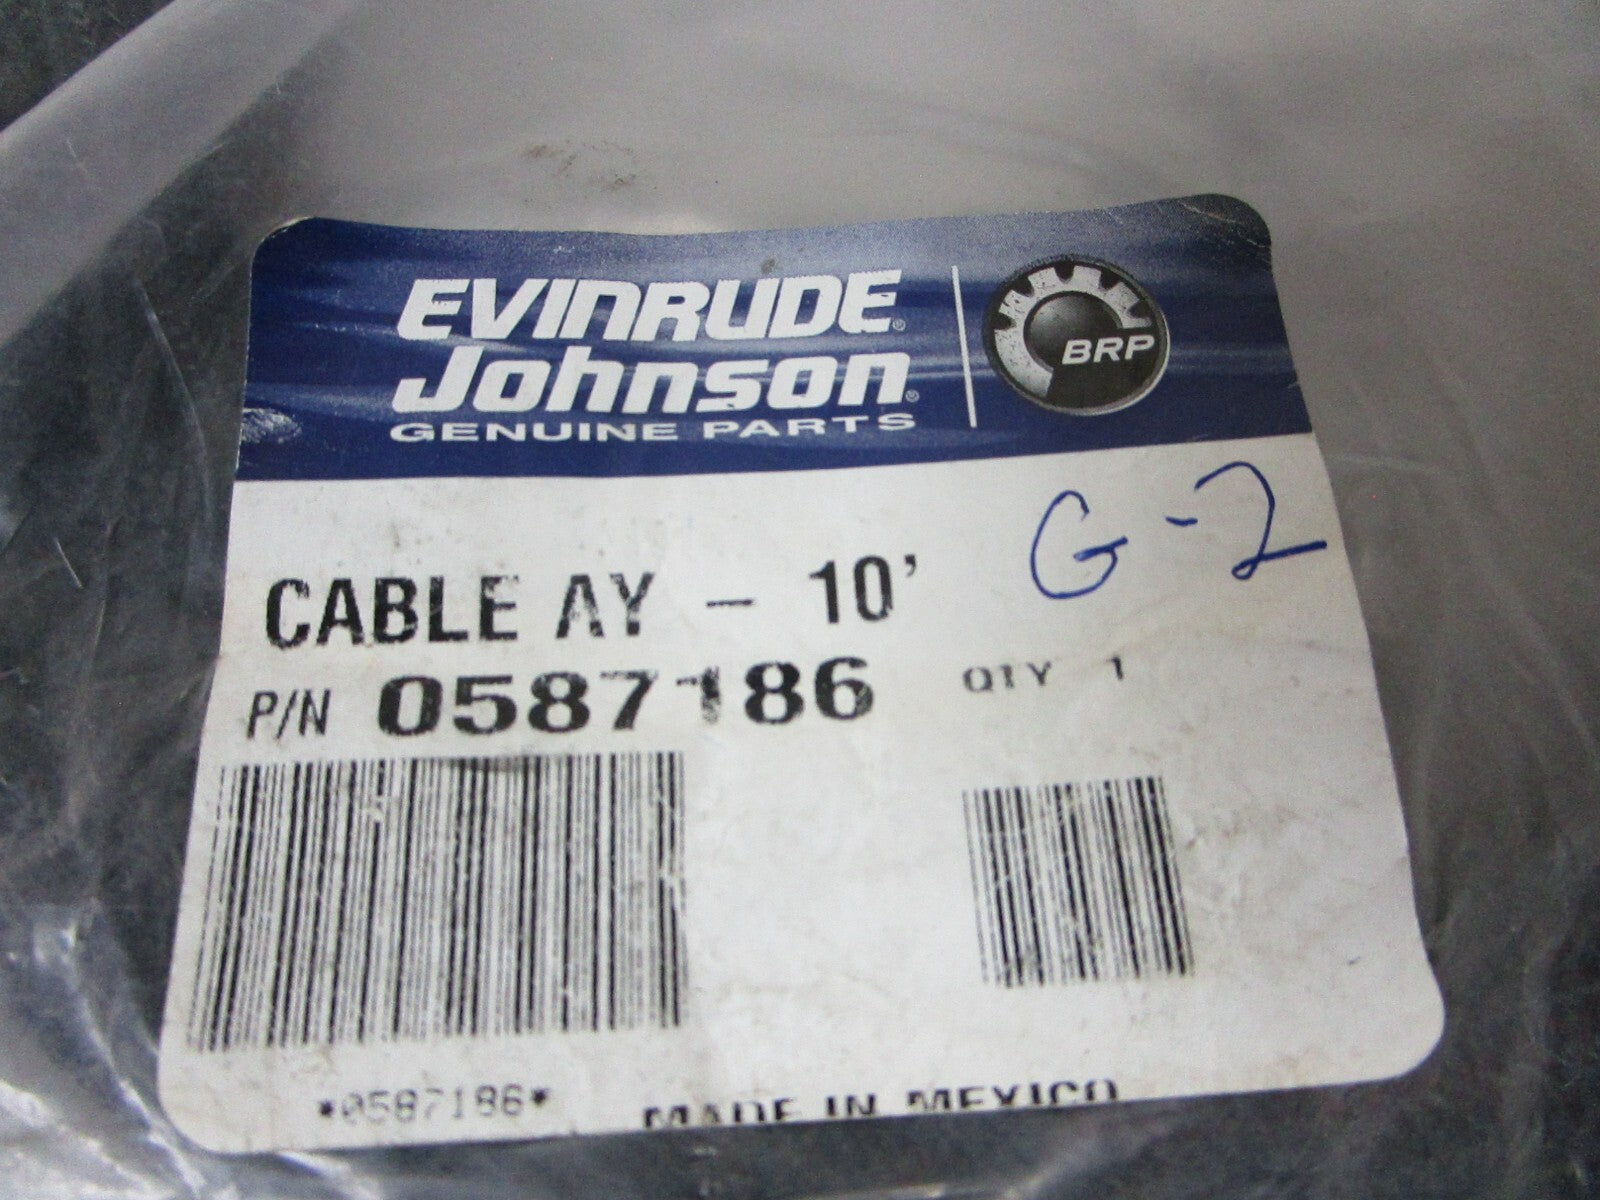 EVINRUDE®
Johnson®
GENUINE PARTS
BRP
G-2
CABLE AY - 10'
P/N 0587186 QTY 1
*0587186* MADE IN MEXICO